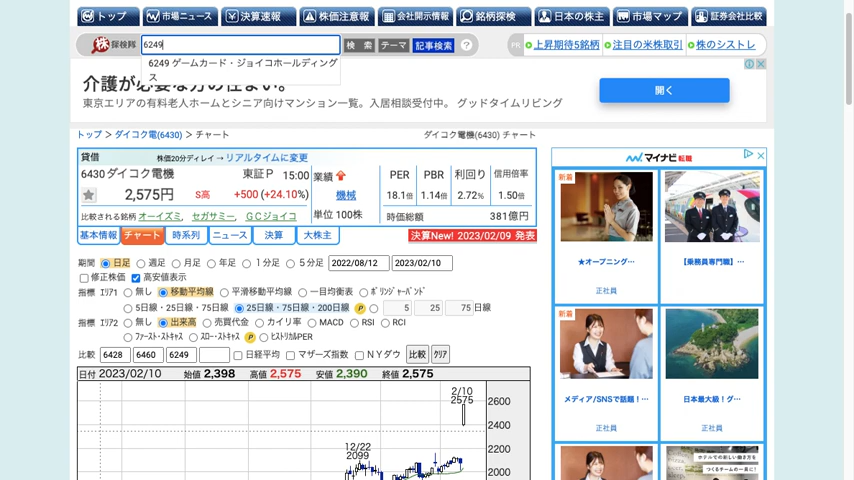 トップ 市場ニュース 決算速報 株価注意報 会社開示情報 銘柄探検 日本の株主 市場マップ 証券会社比較
株探検隊 6249 検 索 テーマ 記事検索 ? PR 上昇期待5銘柄 注目の米株取引 株のシストレ
6249 ゲームカード・ジョイコホールディングス
東京エリアの有料老人ホームとシニア向けマンション一覧。入居相談受付中。 グッドタイムリビング
開く
トップ > ダイコク電(6430) > チャート
ダイコク電機(6430) チャート
貸借 株価20分ディレイ → リアルタイムに変更
6430 ダイコク電機 東証P 15:00
2,575円 S高 +500 (+24.10%)
比較される銘柄 オーイズミ, セガサミー, GCジョイコ
業績
機械
単位 100株
PER PBR 利回り 信用倍率
18.1倍 1.14倍 2.72% 1.50倍
時価総額 381億円
基本情報 チャート 時系列 ニュース 決算 大株主
決算New! 2023/02/09 発表
期間 日足 週足 月足 年足 1分足 5分足 2022/08/12 2023/02/10
修正株価 高安値表示
指標 ｴﾘｱ1 無し 移動平均線 平滑移動平均線 一目均衡表 ﾎﾞﾘﾝｼﾞｬｰﾊﾞﾝﾄﾞ
5日線・25日線・75日線 25日線・75日線・200日線 P 5 25 75 日線
指標 ｴﾘｱ2 無し 出来高 売買代金 カイリ率 MACD RSI RCI
ﾌｧｰｽﾄ･ｽﾄｷｬｽ ｽﾛｰ･ｽﾄｷｬｽ P ﾋｽﾄﾘｶﾙPER
比較 6428 6460 6249 日経平均 マザーズ指数 NYダウ 比較 ｸﾘｱ
日付 2023/02/10 始値 2,398 高値 2,575 安値 2,390 終値 2,575
2/10
2575
2600
2400
12/22
2099
2200
2000
マイナビ転職
新着
★オープニング…
正社員
【乗務員専門職】…
正社員
新着
メディア/SNSで話題！…
正社員
日本最大級！グ…
正社員
新着
ホテルでの新しい働き方を
つくるチームの一員に！